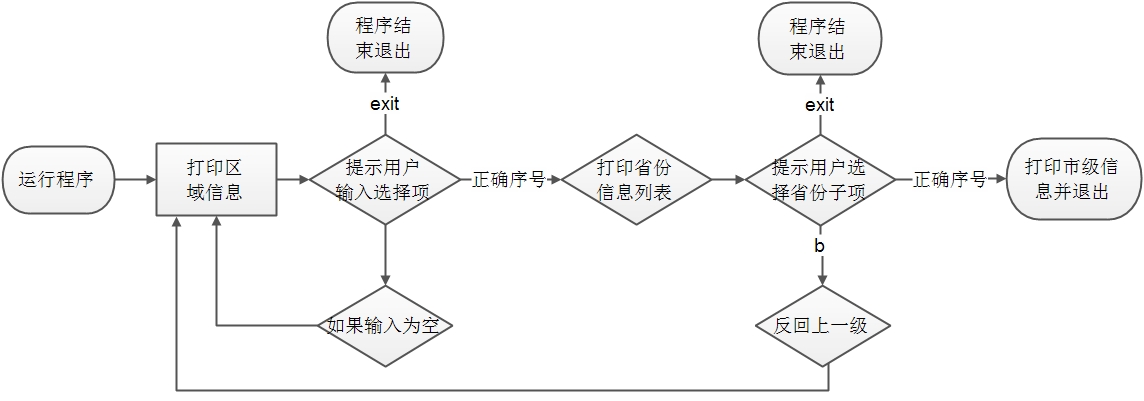 程序结
束退出
程序结
束退出
exit
exit
运行程序
打印区
域信息
提示用户
输入选择项
正确序号
打印省份
信息列表
提示用户选
择省份子项
正确序号
打印市级信
息并退出
b
如果输入为空
反回上一级